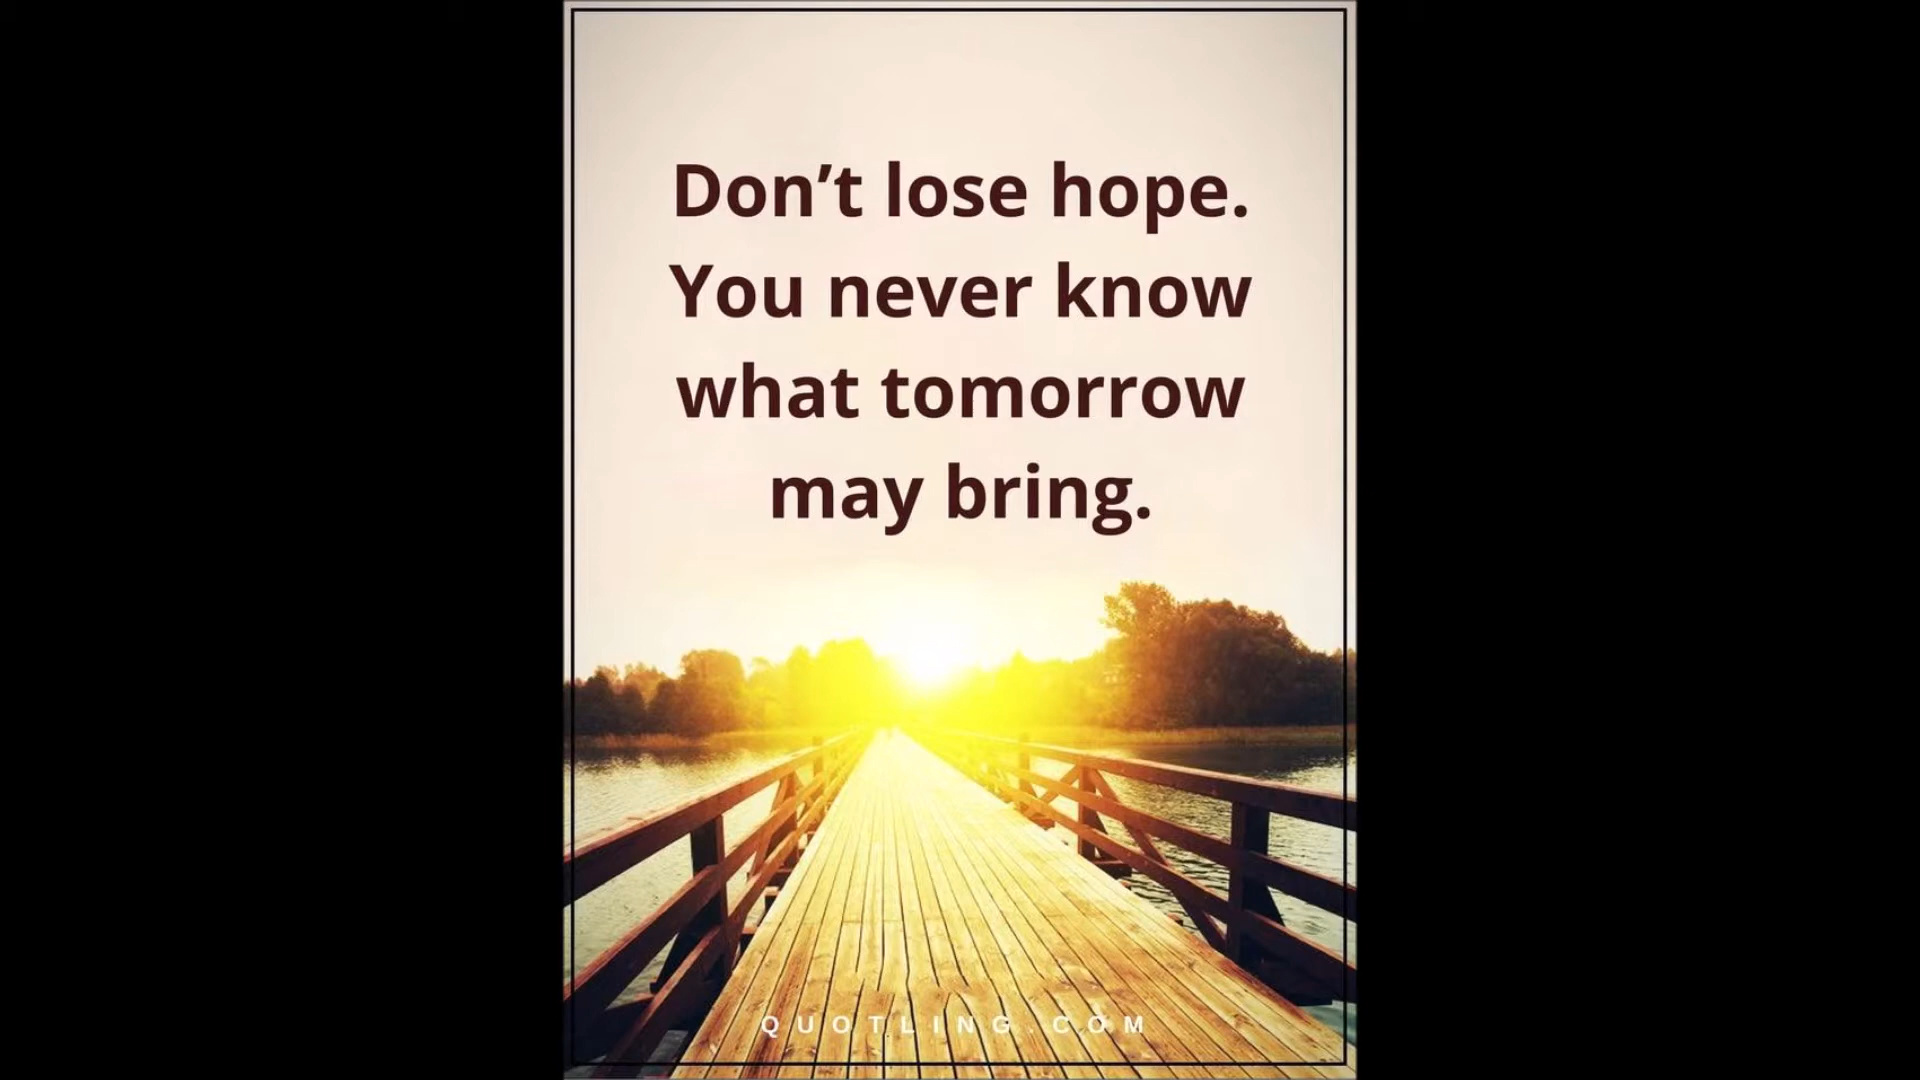 Don’t lose hope.
You never know
what tomorrow
may bring.
QUOTLING.COM